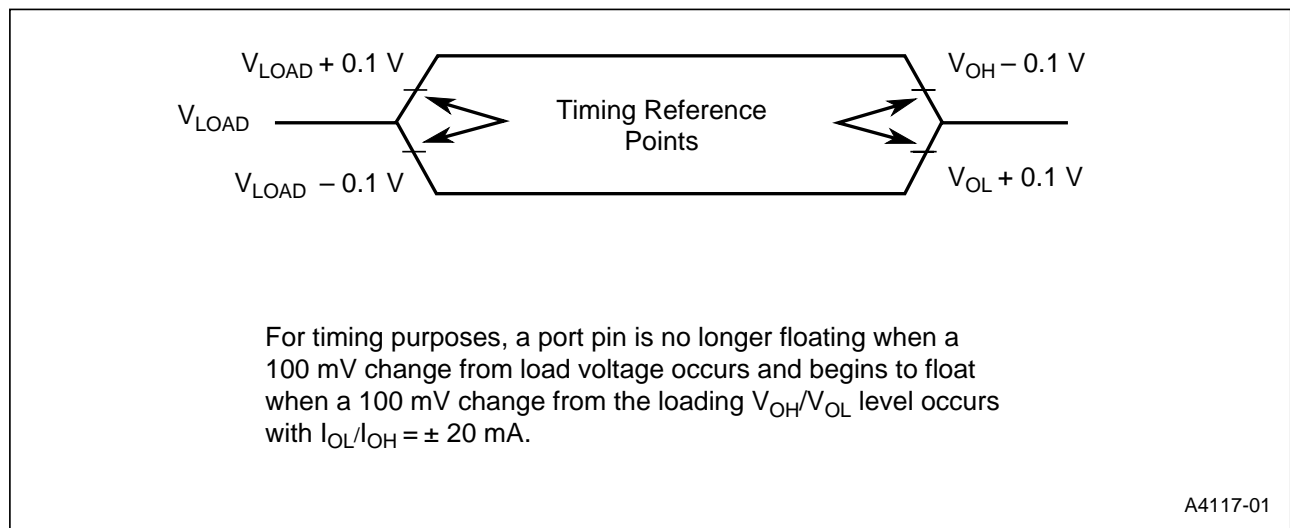 V_LOAD + 0.1 V
V_OH – 0.1 V
V_LOAD
Timing Reference
Points
V_LOAD – 0.1 V
V_OL + 0.1 V
For timing purposes, a port pin is no longer floating when a
100 mV change from load voltage occurs and begins to float
when a 100 mV change from the loading V_OH/V_OL level occurs
with I_OL/I_OH = ± 20 mA.
A4117-01